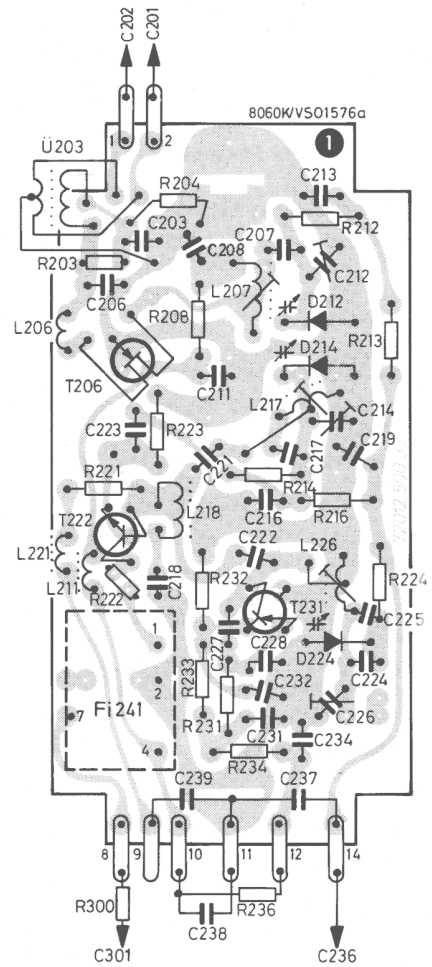 C202
C201
8060K/VS01576a
1
1
2
Ü203
C213
R204
R212
C203
C208
C207
C212
R203
C206
L207
D212
L206
R208
D214
R213
T206
C211
L217
C214
C223
R223
C221
C217
C219
R221
R214
L218
C216
R216
T222
C222
L226
L221
L211
R222
C218
R232
T231
R224
C225
C227
C228
D224
1
R233
C232
C224
2
Fi241
R231
C226
7
C231
C234
4
R234
C239
C237
8
9
10
11
12
14
R300
R236
C238
C301
C236